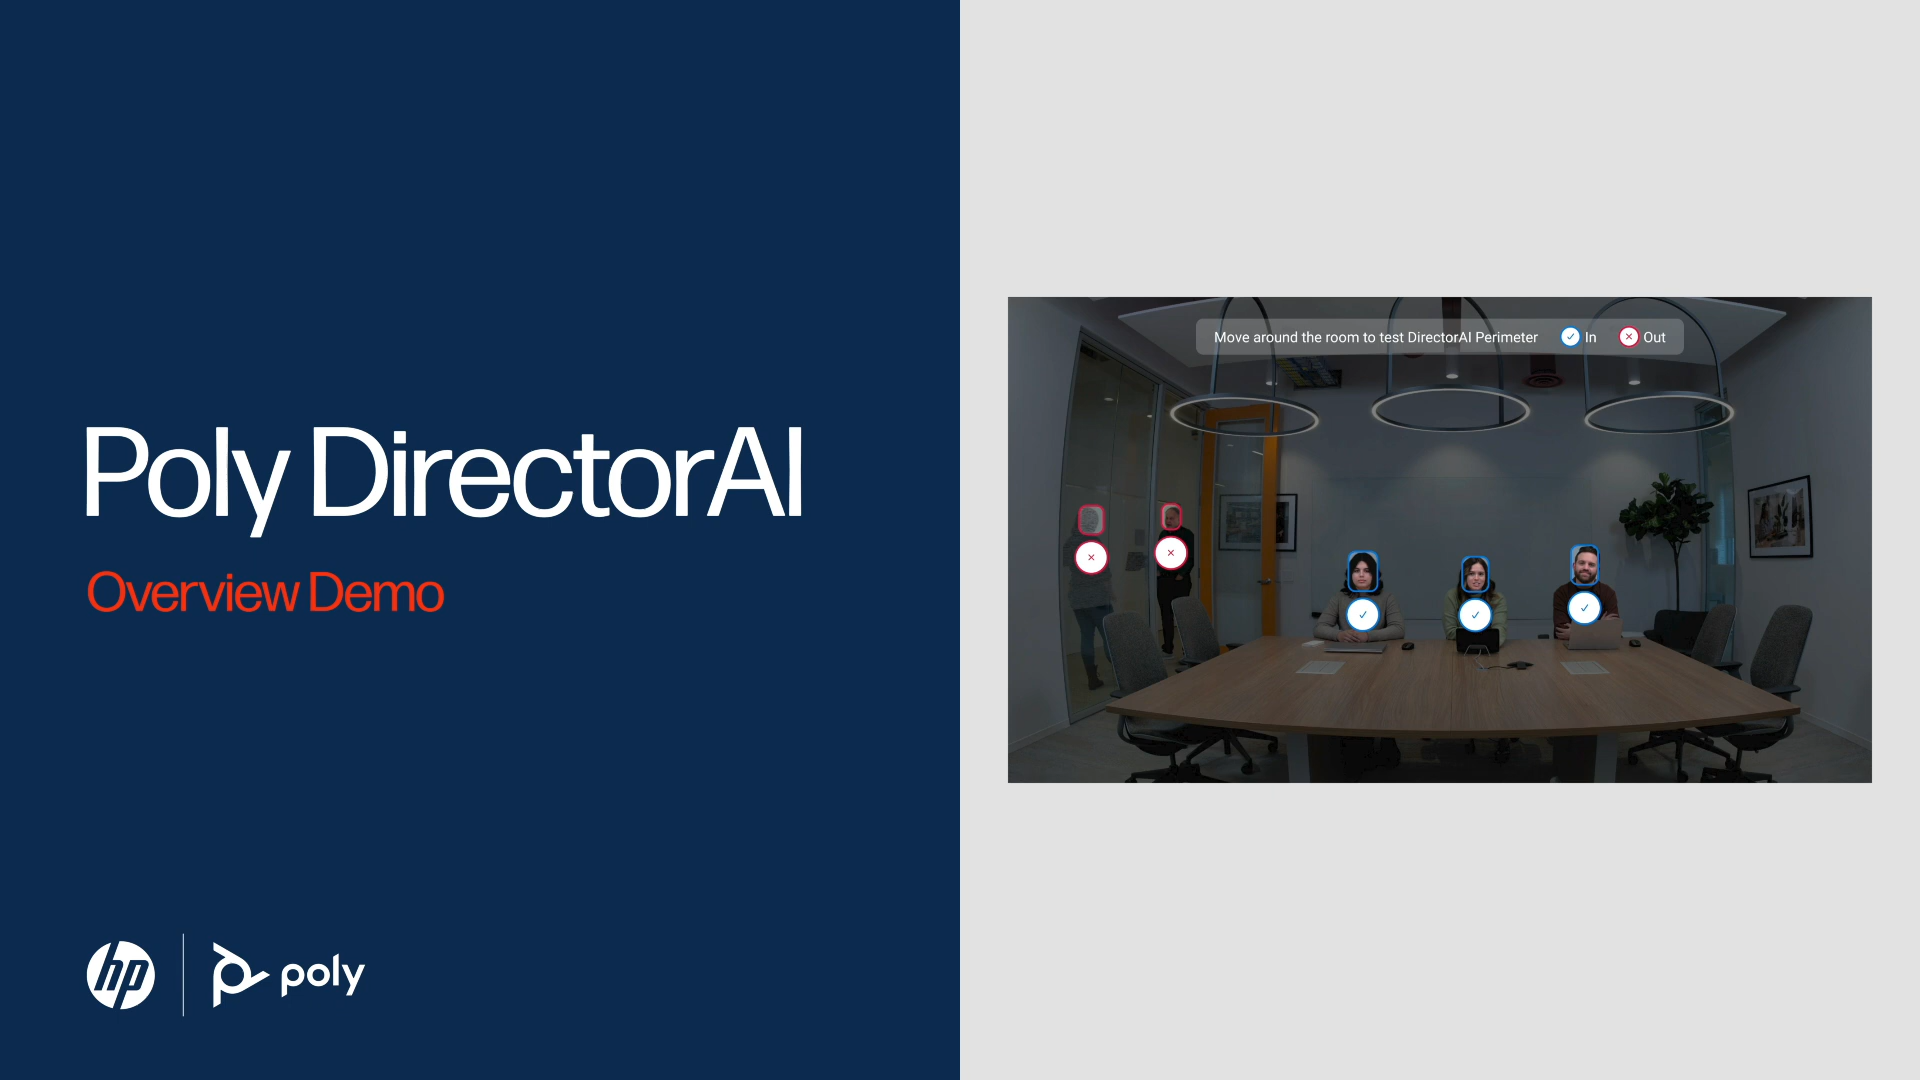 Poly DirectorAI
Overview Demo
hp
poly
Move around the room to test DirectorAI Perimeter In Out